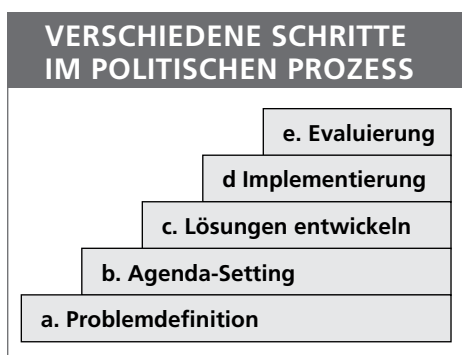 VERSCHIEDENE SCHRITTE
IM POLITISCHEN PROZESS
e. Evaluierung
d Implementierung
c. Lösungen entwickeln
b. Agenda-Setting
a. Problemdefinition